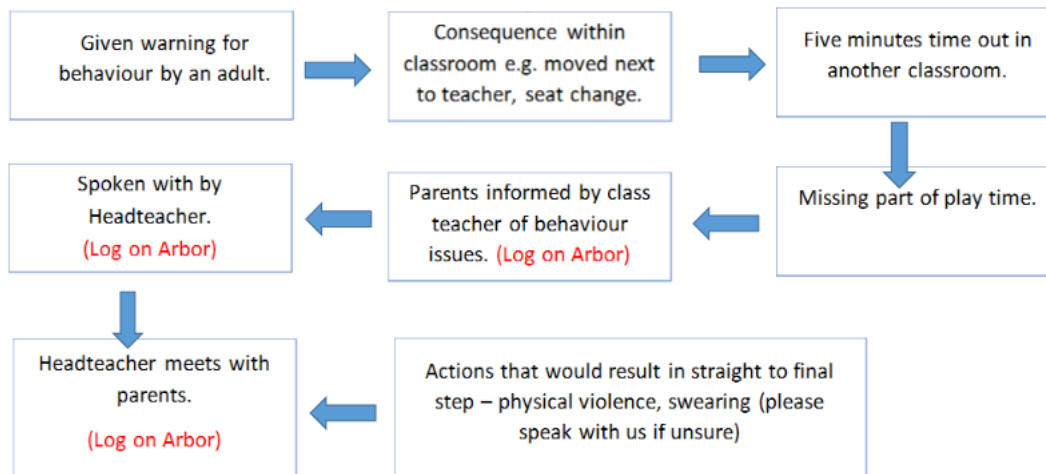 Given warning for
behaviour by an adult.
Consequence within
classroom e.g. moved next
to teacher, seat change.
Five minutes time out in
another classroom.
Missing part of play time.
Parents informed by class
teacher of behaviour
issues. (Log on Arbor)
Spoken with by
Headteacher.
(Log on Arbor)
Headteacher meets with
parents.
(Log on Arbor)
Actions that would result in straight to final
step – physical violence, swearing (please
speak with us if unsure)